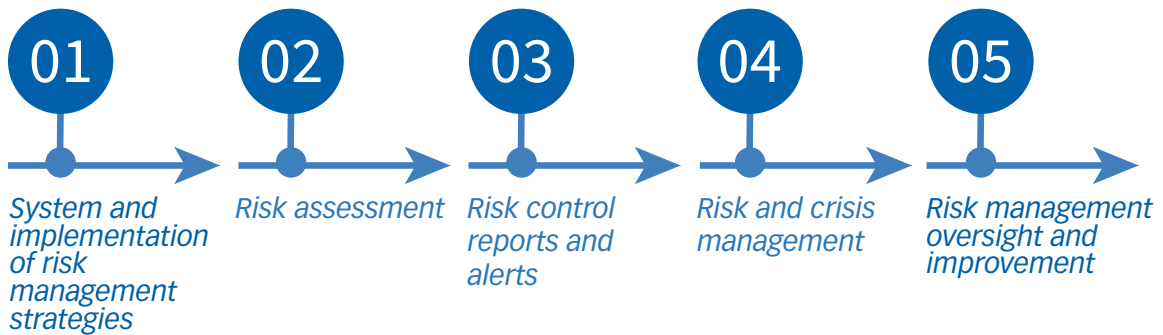 01
System and
implementation
of risk
management
strategies
02
Risk assessment
03
Risk control
reports and
alerts
04
Risk and crisis
management
05
Risk management
oversight and
improvement